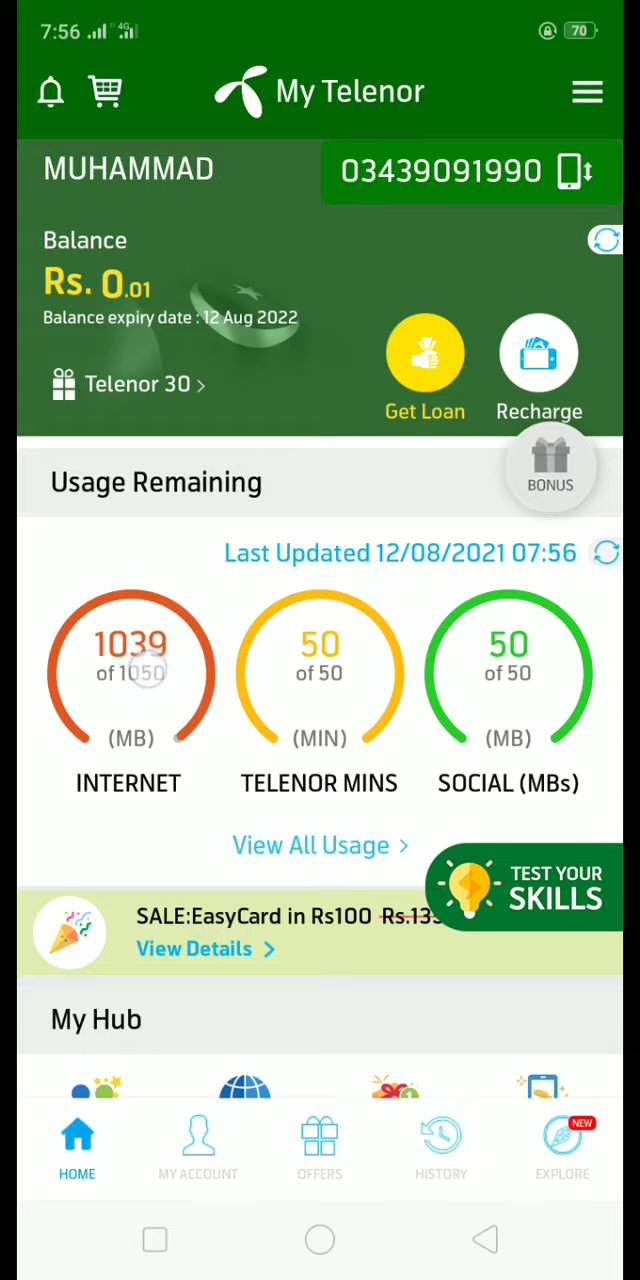 7:56 4G 70
My Telenor
MUHAMMAD 03439091990
Balance
Rs. 0.01
Balance expiry date : 12 Aug 2022
Telenor 30 >
Get Loan Recharge
BONUS
Usage Remaining
Last Updated 12/08/2021 07:56
1039 50 50
of 1050 of 50 of 50
(MB) (MIN) (MB)
INTERNET TELENOR MINS SOCIAL (MBs)
View All Usage >
TEST YOUR
SKILLS
SALE:EasyCard in Rs100
View Details >
My Hub
HOME MY ACCOUNT OFFERS HISTORY EXPLORE
NEW